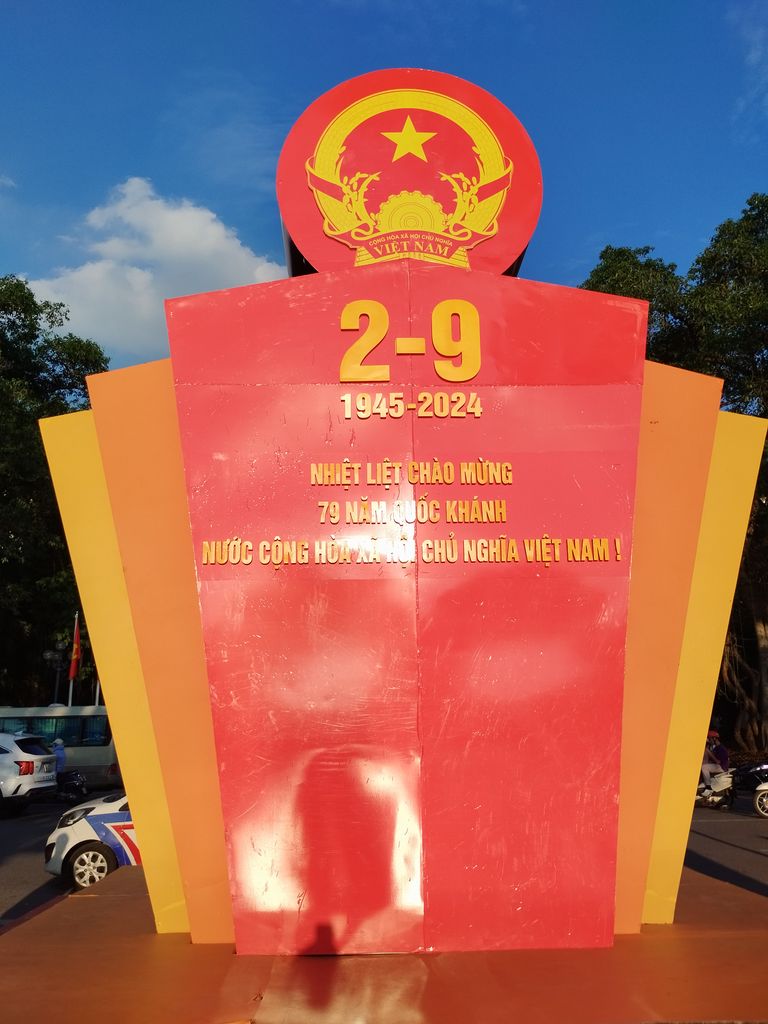 CỘNG HÒA XÃ HỘI CHỦ NGHĨA
VIỆT NAM
2-9
1945-2024
NHIỆT LIỆT CHÀO MỪNG
79 NĂM QUỐC KHÁNH
NƯỚC CỘNG HÒA XÃ HỘI CHỦ NGHĨA VIỆT NAM !